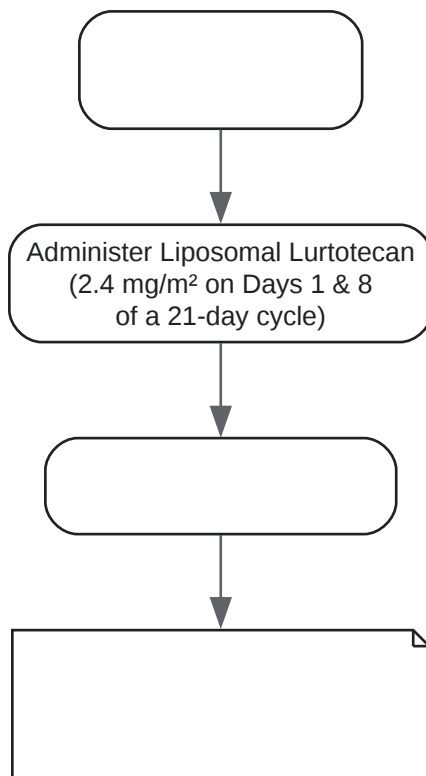 Administer Liposomal Lurtotecan
(2.4 mg/m² on Days 1 & 8
of a 21-day cycle)